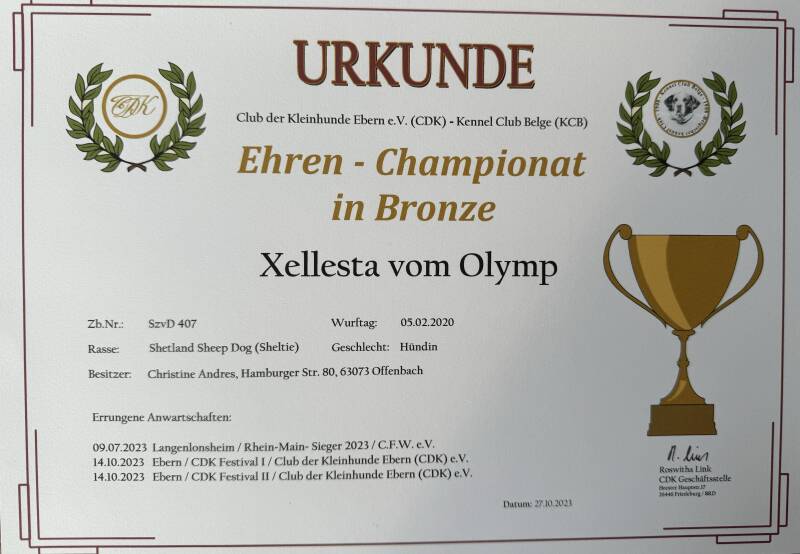 URKUNDE
CDK
Club der Kleinhunde Ebern e.V. (CDK) - Kennel Club Belge (KCB)
Ehren - Championat
in Bronze
Xellesta vom Olymp
Zb.Nr.: SzvD 407 Wurftag: 05.02.2020
Rasse: Shetland Sheep Dog (Sheltie) Geschlecht: Hündin
Besitzer: Christine Andres, Hamburger Str. 80, 63073 Offenbach
Errungene Anwartschaften:
09.07.2023 Langenlonsheim / Rhein-Main- Sieger 2023 / C.F.W. e.V.
14.10.2023 Ebern / CDK Festival I / Club der Kleinhunde Ebern (CDK) e.V.
14.10.2023 Ebern / CDK Festival II / Club der Kleinhunde Ebern (CDK) e.V.
R. Link
Roswitha Link
CDK Geschäftsstelle
26446 Friedeburg / BRD
Datum: 27.10.2023